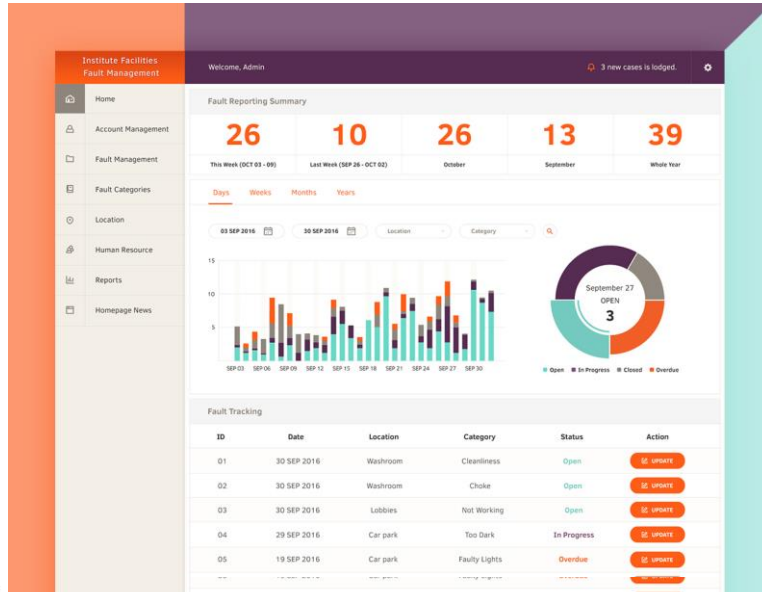 Institute Facilities
Fault Management
Welcome, Admin
3 new cases is lodged.
Home
Account Management
Fault Management
Fault Categories
Location
Human Resource
Reports
Homepage News
Fault Reporting Summary
26 10 26 13 39
This Week (OCT 03 - 09) Last Week (SEP 26 - OCT 02) October September Whole Year
Days Weeks Months Years
03 SEP 2016 30 SEP 2016 Location Category
15
10
5
SEP 03 SEP 06 SEP 09 SEP 12 SEP 15 SEP 18 SEP 21 SEP 24 SEP 27 SEP 30
September 27
OPEN
3
Open In Progress Closed Overdue
Fault Tracking
ID Date Location Category Status Action
01 30 SEP 2016 Washroom Cleanliness Open UPDATE
02 30 SEP 2016 Washroom Choke Open UPDATE
03 30 SEP 2016 Lobbies Not Working Open UPDATE
04 29 SEP 2016 Car park Too Dark In Progress UPDATE
05 19 SEP 2016 Car park Faulty Lights Overdue UPDATE